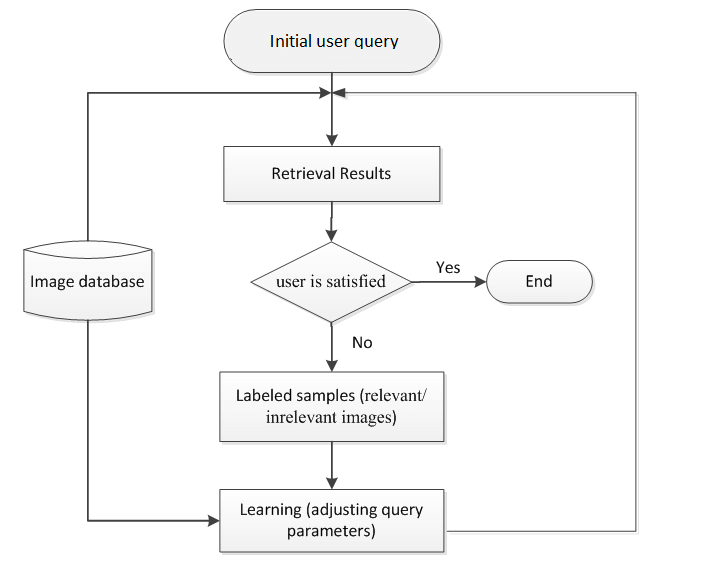 Initial user query
Retrieval Results
Image database
user is satisfied
Yes
End
No
Labeled samples (relevant/
inrelevant images)
Learning (adjusting query
parameters)